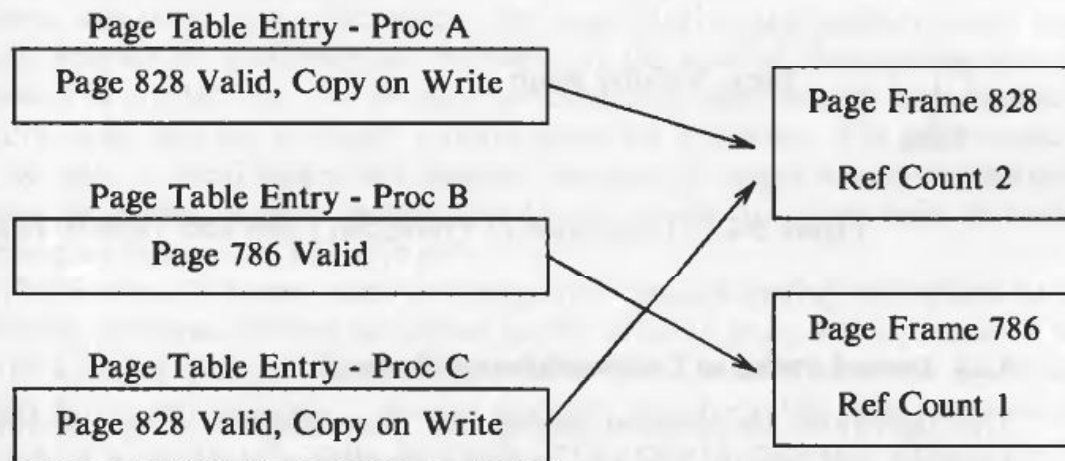 Page Table Entry - Proc A
Page 828 Valid, Copy on Write
Page Frame 828
Ref Count 2
Page Table Entry - Proc B
Page 786 Valid
Page Frame 786
Ref Count 1
Page Table Entry - Proc C
Page 828 Valid, Copy on Write